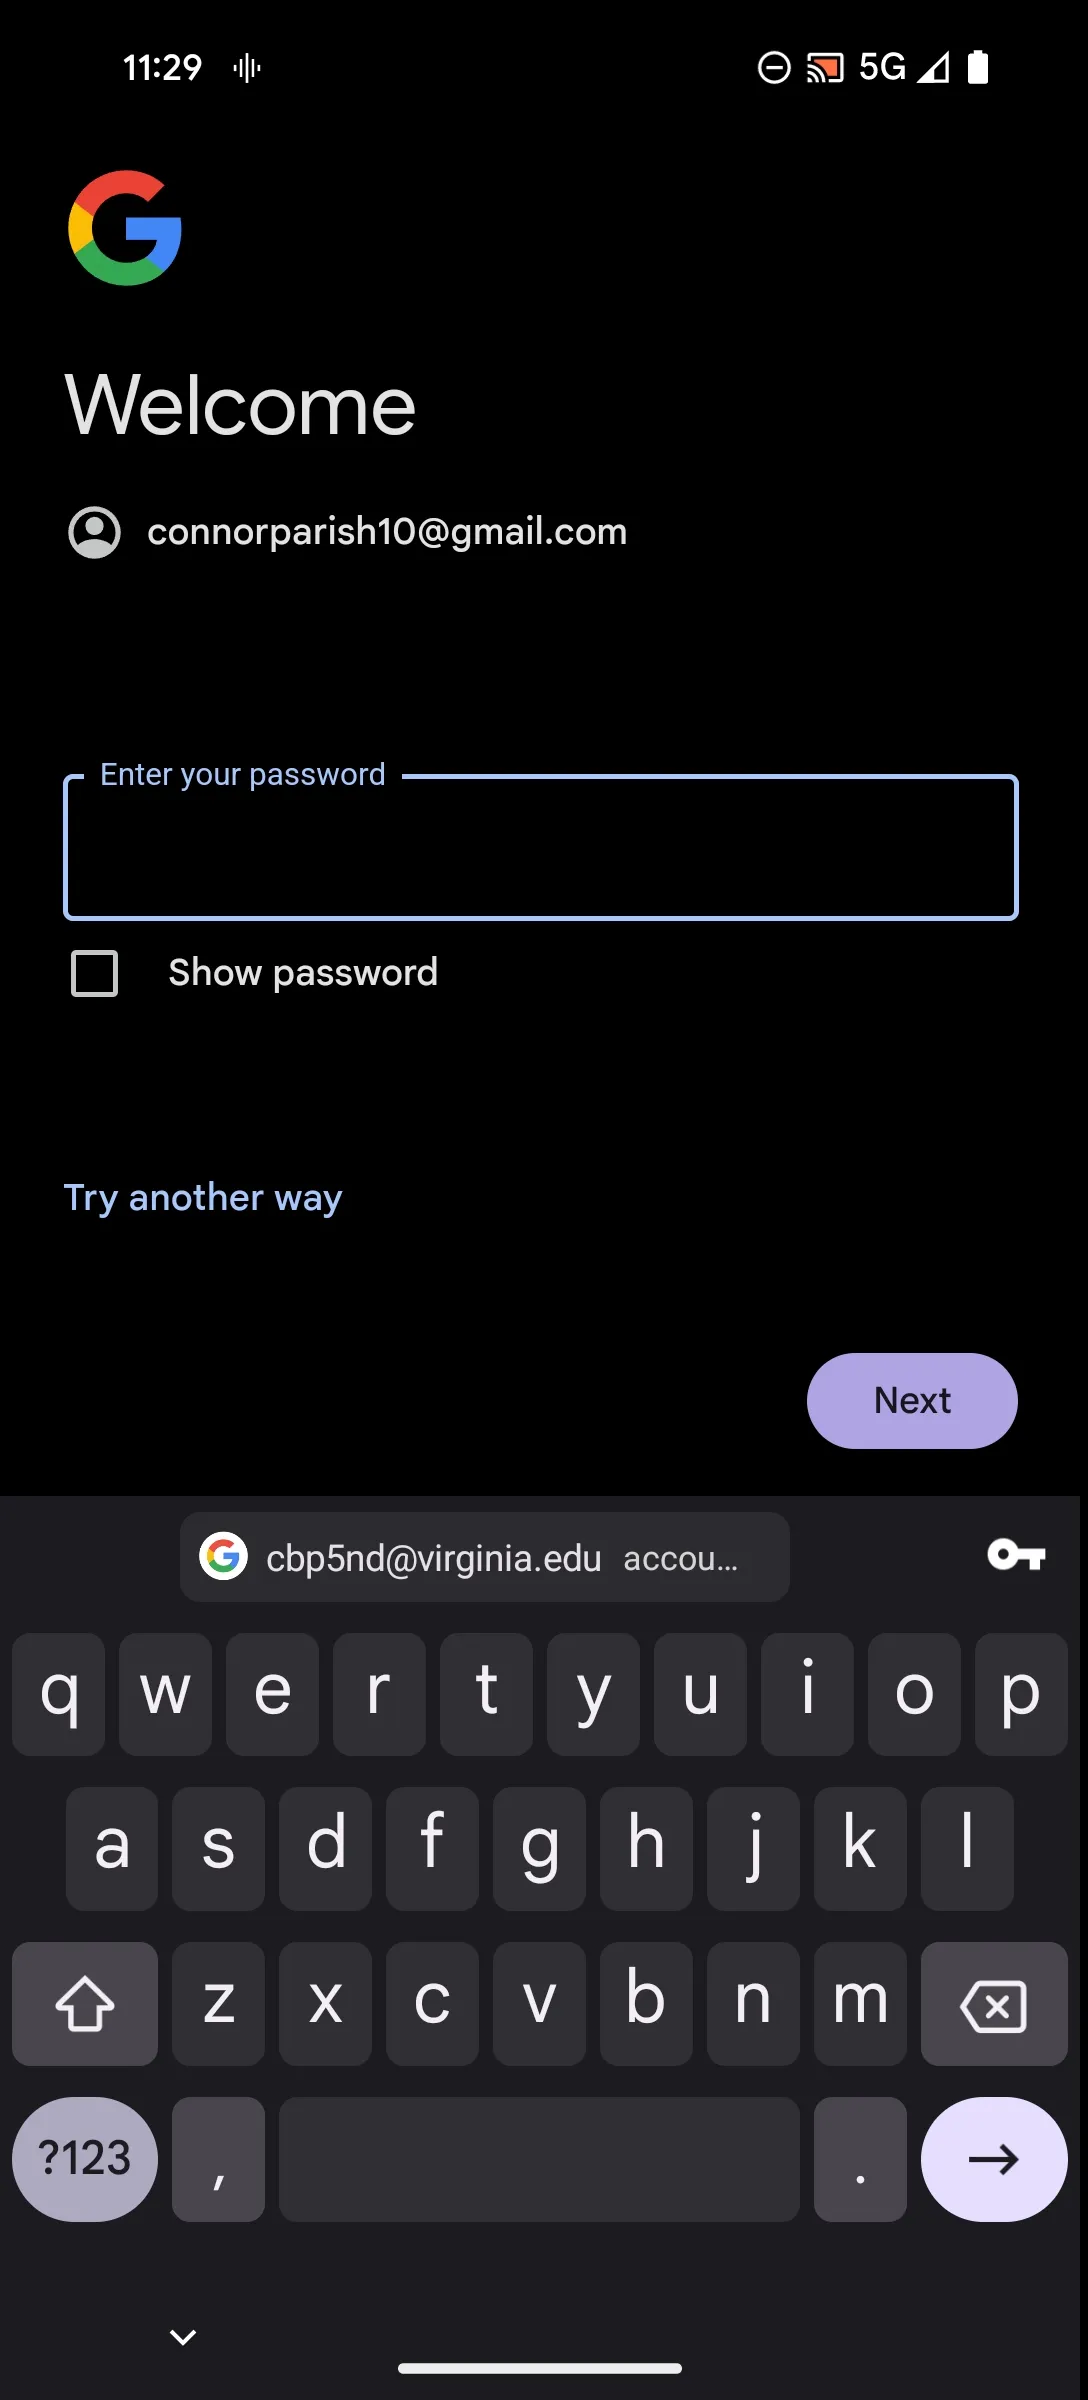 11:29 5G
Welcome
connorparish10@gmail.com
Enter your password
Show password
Try another way
Next
cbp5nd@virginia.edu accou...
q w e r t y u i o p
a s d f g h j k l
z x c v b n m
?123 , .